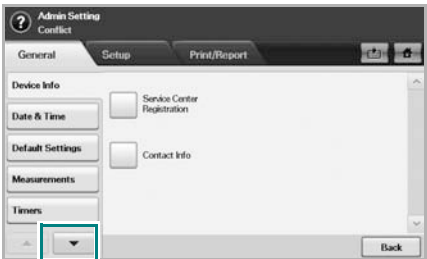 Admin Setting
Conflict
General Setup Print/Report
Device Info
Service Center
Registration
Date & Time
Default Settings
Contact Info
Measurements
Timers
Back